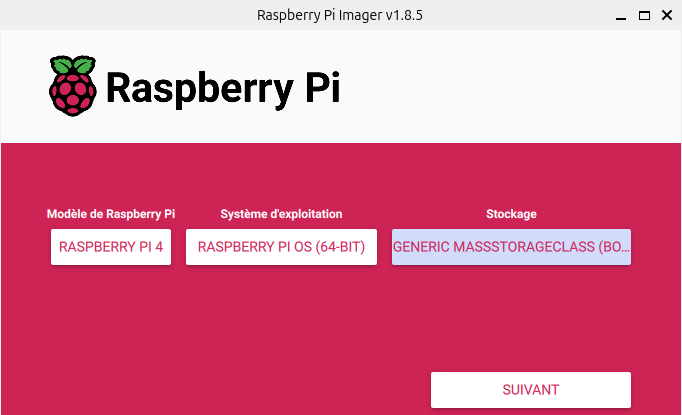 Raspberry Pi Imager v1.8.5
Raspberry Pi
Modèle de Raspberry Pi Système d'exploitation Stockage
RASPBERRY PI 4 RASPBERRY PI OS (64-BIT) GENERIC MASSSTORAGECLASS (BO...
SUIVANT